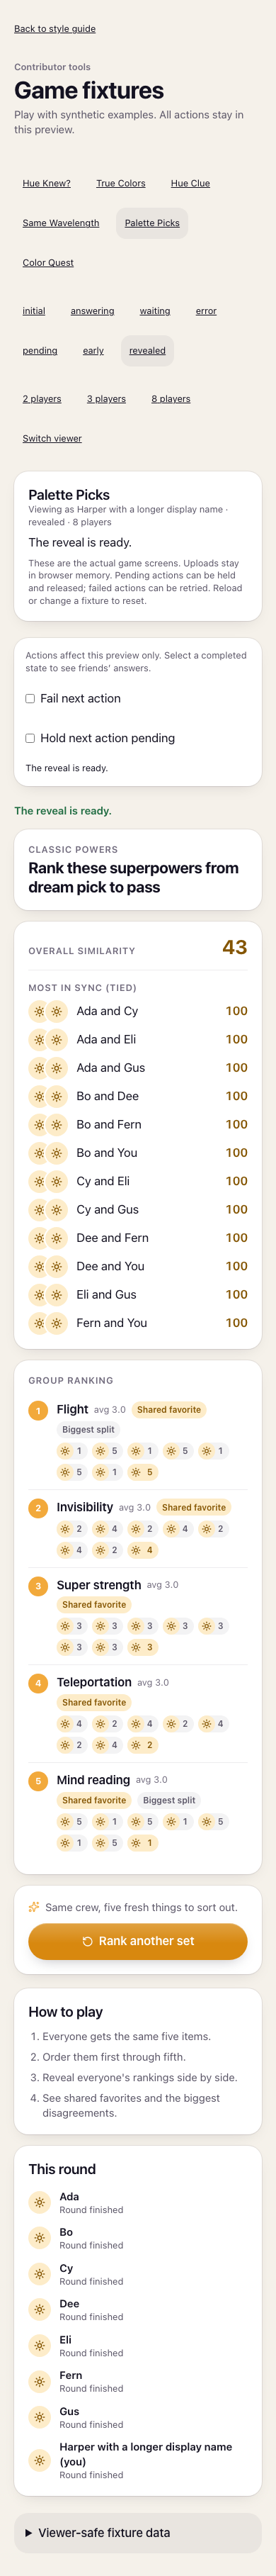 Back to style guide
Contributor tools
Game fixtures
Play with synthetic examples. All actions stay in
this preview.
Hue Knew? True Colors Hue Clue
Same Wavelength Palette Picks
Color Quest
initial answering waiting error
pending early revealed
2 players 3 players 8 players
Switch viewer
Palette Picks
Viewing as Harper with a longer display name ·
revealed · 8 players
The reveal is ready.
These are the actual game screens. Uploads stay
in browser memory. Pending actions can be held
and released; failed actions can be retried. Reload
or change a fixture to reset.
Actions affect this preview only. Select a completed
state to see friends' answers.
Fail next action
Hold next action pending
The reveal is ready.
The reveal is ready.
CLASSIC POWERS
Rank these superpowers from
dream pick to pass
OVERALL SIMILARITY 43
MOST IN SYNC (TIED)
Ada and Cy 100
Ada and Eli 100
Ada and Gus 100
Bo and Dee 100
Bo and Fern 100
Bo and You 100
Cy and Eli 100
Cy and Gus 100
Dee and Fern 100
Dee and You 100
Eli and Gus 100
Fern and You 100
GROUP RANKING
1 Flight avg 3.0 Shared favorite
Biggest split
1 5 1 5 1
5 1 5
2 Invisibility avg 3.0 Shared favorite
2 4 2 4 2
4 2 4
3 Super strength avg 3.0
Shared favorite
3 3 3 3 3
3 3 3
4 Teleportation avg 3.0
Shared favorite
4 2 4 2 4
2 4 2
5 Mind reading avg 3.0
Shared favorite Biggest split
5 1 5 1 5
1 5 1
Same crew, five fresh things to sort out.
Rank another set
How to play
1. Everyone gets the same five items.
2. Order them first through fifth.
3. Reveal everyone's rankings side by side.
4. See shared favorites and the biggest
disagreements.
This round
Ada
Round finished
Bo
Round finished
Cy
Round finished
Dee
Round finished
Eli
Round finished
Fern
Round finished
Gus
Round finished
Harper with a longer display name
(you)
Round finished
Viewer-safe fixture data